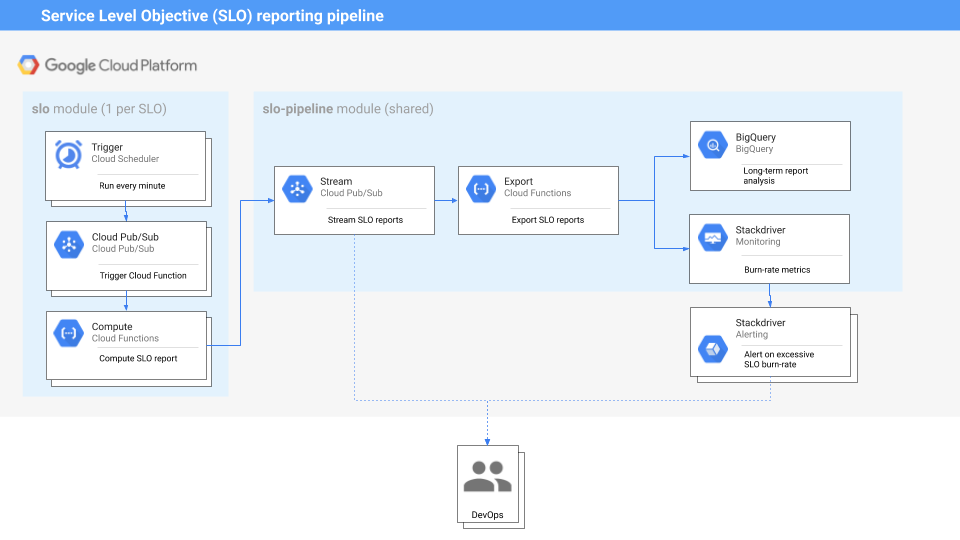 Service Level Objective (SLO) reporting pipeline
Google Cloud Platform
slo module (1 per SLO)
Trigger
Cloud Scheduler
Run every minute
Cloud Pub/Sub
Cloud Pub/Sub
Trigger Cloud Function
Compute
Cloud Functions
Compute SLO report
slo-pipeline module (shared)
Stream
Cloud Pub/Sub
Stream SLO reports
Export
Cloud Functions
Export SLO reports
BigQuery
BigQuery
Long-term report
analysis
Stackdriver
Monitoring
Burn-rate metrics
Stackdriver
Alerting
Alert on excessive
SLO burn-rate
DevOps